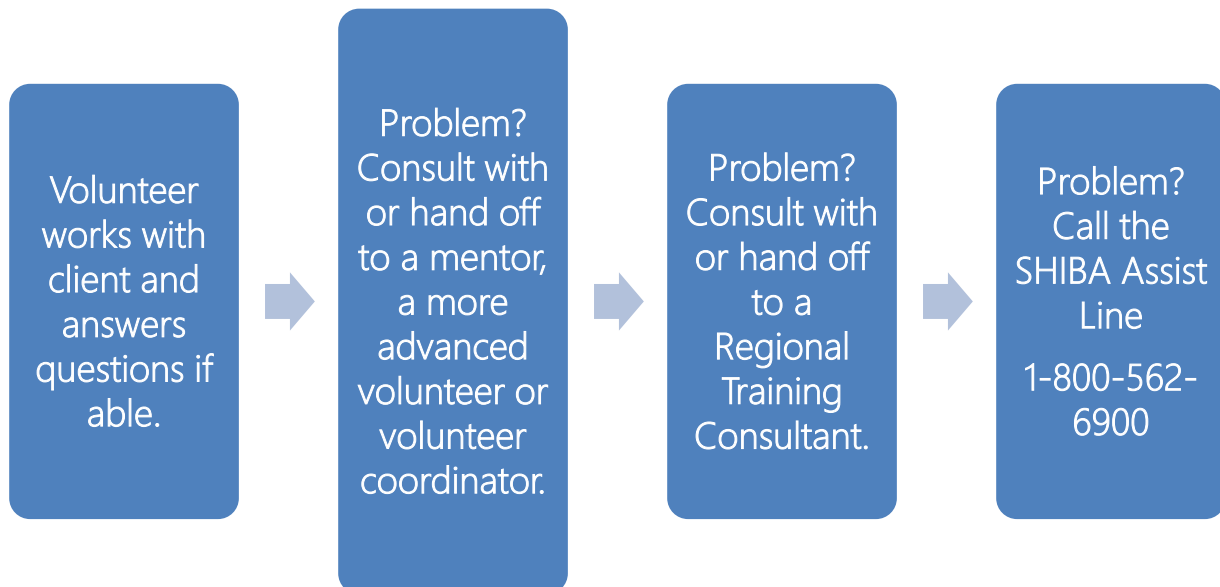 Volunteer
works with
client and
answers
questions if
able.
Problem?
Consult with
or hand off
to a mentor,
a more
advanced
volunteer or
volunteer
coordinator.
Problem?
Consult with
or hand off
to a
Regional
Training
Consultant.
Problem?
Call the
SHIBA Assist
Line
1-800-562-
6900